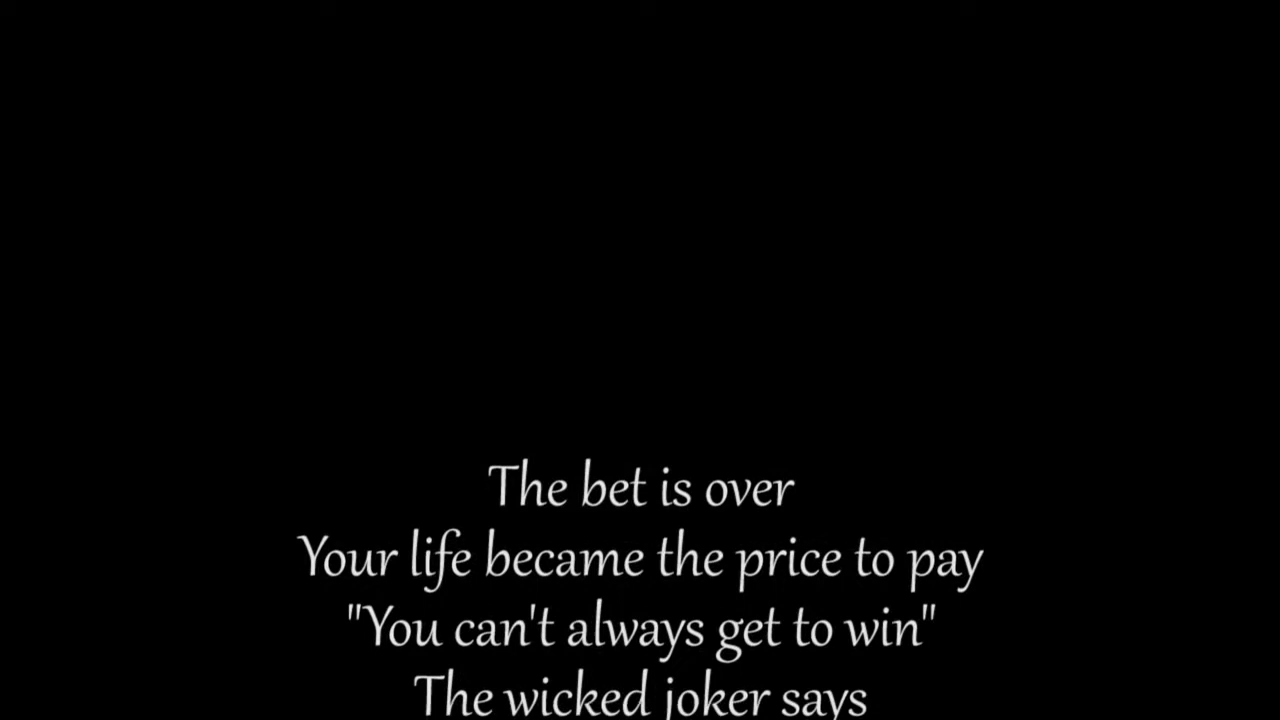 The bet is over
Your life became the price to pay
"You can't always get to win"
The wicked joker says